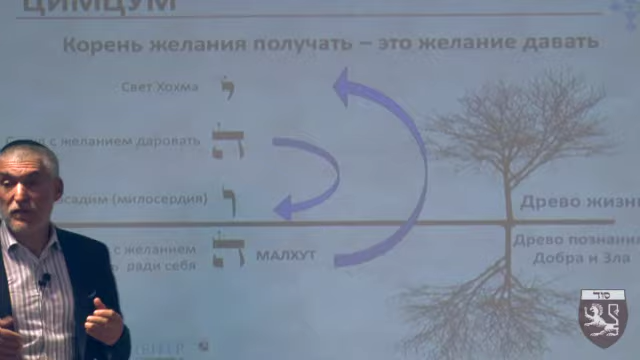 ЦИМЦУМ
Корень желания получать – это желание давать
Свет Хохма
י
с желанием даровать
ה
(милосердия)
ו
Древо жизни
с желанием
ради себя
ה
МАЛХУТ
Древо познания
Добра и Зла
סוד